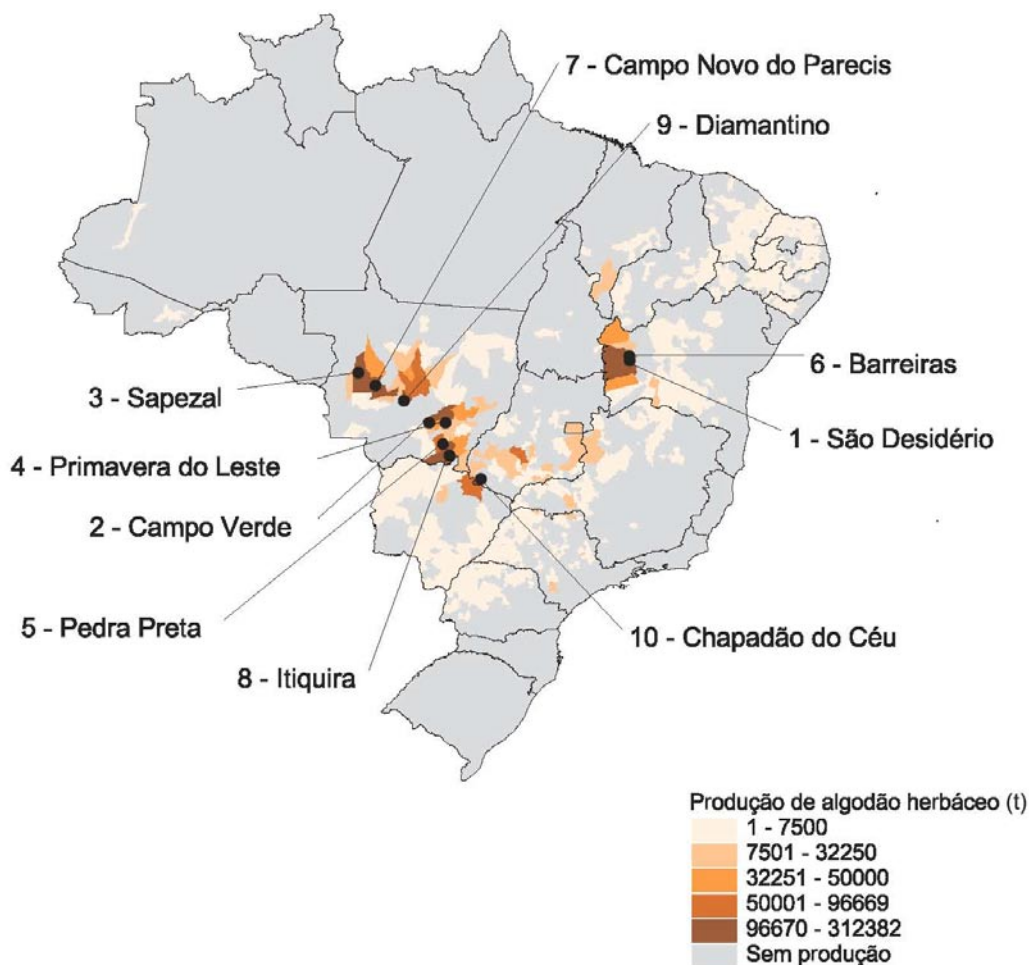 7 - Campo Novo do Parecis
9 - Diamantino
6 - Barreiras
3 - Sapezal
1 - São Desidério
4 - Primavera do Leste
2 - Campo Verde
5 - Pedra Preta
10 - Chapadão do Céu
8 - Itiquira
Produção de algodão herbáceo (t)
1 - 7500
7501 - 32250
32251 - 50000
50001 - 96669
96670 - 312382
Sem produção